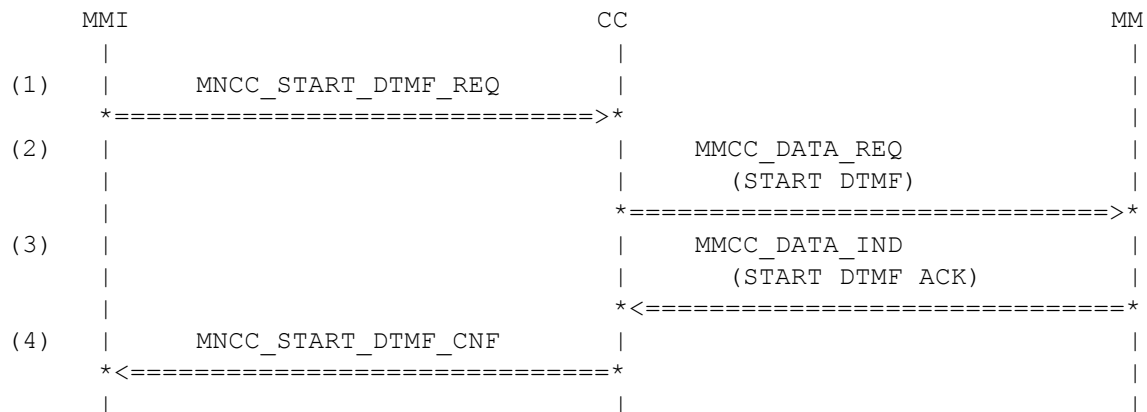 MMI CC MM
| | |
(1) | MNCC_START_DTMF_REQ | |
*==============================>* |
(2) | | MMCC_DATA_REQ |
| | (START DTMF) |
| *==============================>*
(3) | | MMCC_DATA_IND |
| | (START DTMF ACK) |
| *<==============================*
(4) | MNCC_START_DTMF_CNF | |
*<==============================* |
| | |